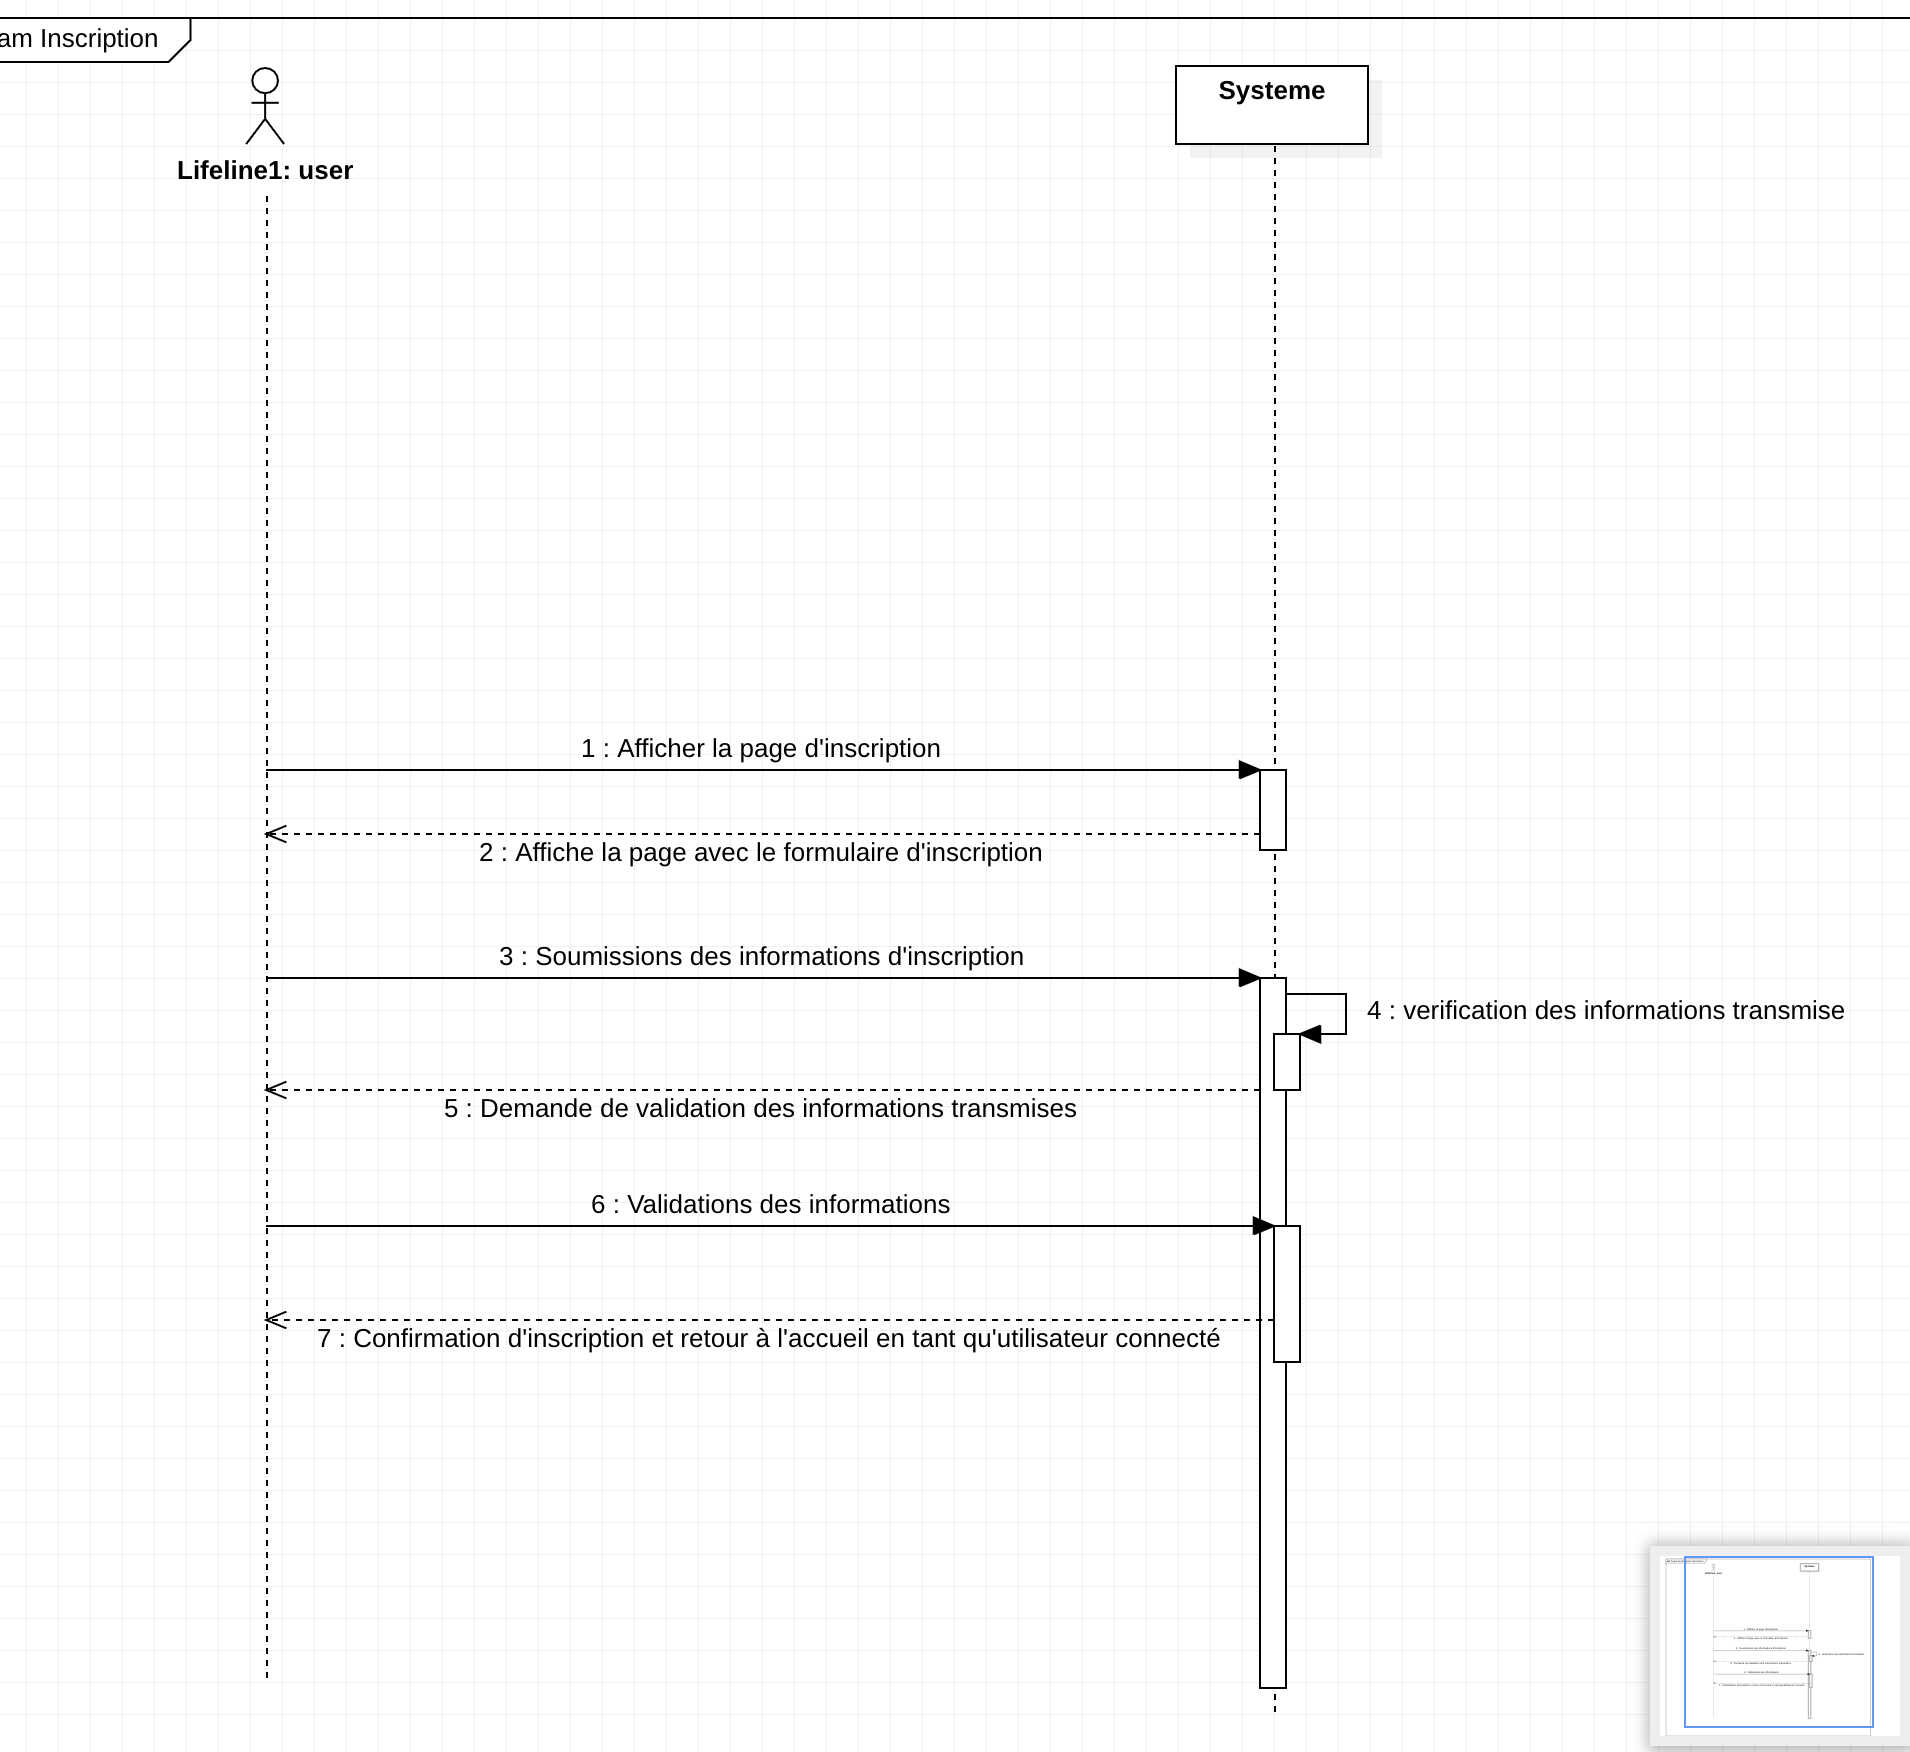 am Inscription
Systeme
Lifeline1: user
1 : Afficher la page d'inscription
2 : Affiche la page avec le formulaire d'inscription
3 : Soumissions des informations d'inscription
4 : verification des informations transmise
5 : Demande de validation des informations transmises
6 : Validations des informations
7 : Confirmation d'inscription et retour à l'accueil en tant qu'utilisateur connecté